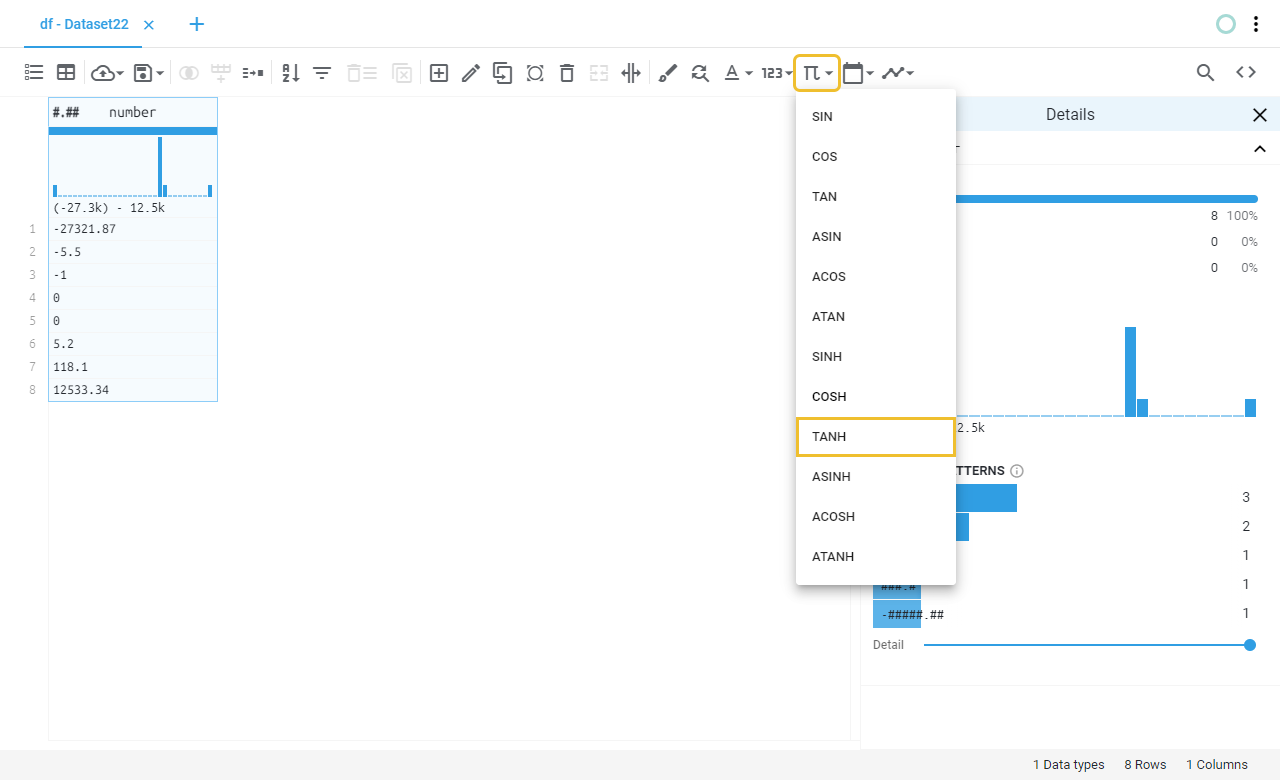 df - Dataset22
123
#.## number
Details
(-27.3k) - 12.5k
1 -27321.87
2 -5.5
3 -1
4 0
5 0
6 5.2
7 118.1
8 12533.34
SIN
COS
TAN
ASIN
ACOS
ATAN
SINH
COSH
TANH
ASINH
ACOSH
ATANH
8 100%
0 0%
0 0%
2.5k
TTERNS
3
2
1
###.# 1
-#####.## 1
Detail
1 Data types 8 Rows 1 Columns